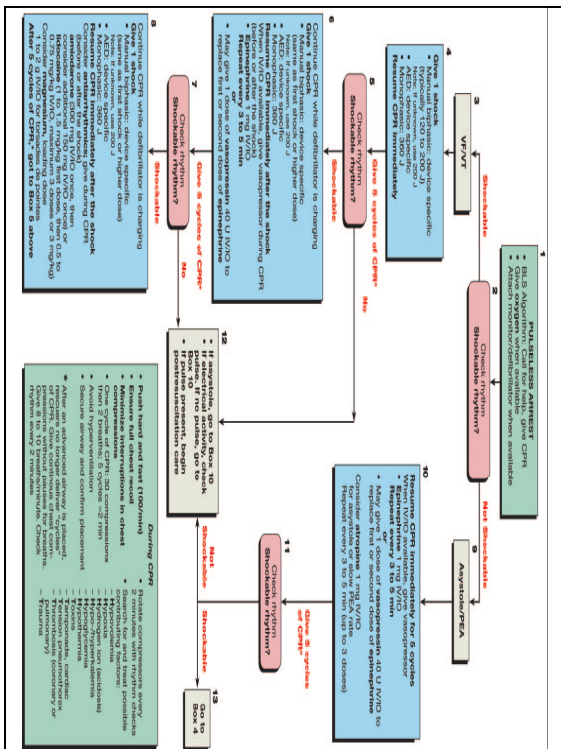 1
PULSELESS ARREST
• BLS Algorithm: Call for help, give CPR
• Give oxygen when available
• Attach monitor/defibrillator when available
2
Check rhythm
Shockable rhythm?
Shockable
Not Shockable
3
VF/VT
4
Give 1 shock
• Manual biphasic: device specific
(typically 120 to 200 J)
Note: If unknown, use 200 J
• AED: device specific
• Monophasic: 360 J
Resume CPR immediately
Give 5 cycles of CPR*
5
Check rhythm
Shockable rhythm?
No
Shockable
6
Continue CPR while defibrillator is charging
Give 1 shock
• Manual biphasic: device specific
(same as first shock or higher dose)
Note: If unknown, use 200 J
• AED: device specific
• Monophasic: 360 J
Resume CPR immediately after the shock
When IV/IO available, give vasopressor during CPR
(before or after the shock)
• Epinephrine 1 mg IV/IO
Repeat every 3 to 5 min
or
• May give 1 dose of vasopressin 40 U IV/IO to
replace first or second dose of epinephrine
Give 5 cycles of CPR*
7
Check rhythm
Shockable rhythm?
No
Shockable
8
Continue CPR while defibrillator is charging
Give 1 shock
• Manual biphasic: device specific
(same as first shock or higher dose)
Note: If unknown, use 200 J
• AED: device specific
• Monophasic: 360 J
Resume CPR immediately after the shock
Consider antiarrhythmics; give during CPR
(before or after the shock)
amiodarone (300 mg IV/IO once, then
consider additional 150 mg IV/IO once) or
lidocaine (1 to 1.5 mg/kg first dose, then 0.5 to
0.75 mg/kg IV/IO, maximum 3 doses or 3 mg/kg)
Consider magnesium, loading dose
1 to 2 g IV/IO for torsades de pointes
After 5 cycles of CPR,* go to Box 5 above
9
Asystole/PEA
10
Resume CPR immediately for 5 cycles
When IV/IO available, give vasopressor
• Epinephrine 1 mg IV/IO
Repeat every 3 to 5 min
or
• May give 1 dose of vasopressin 40 U IV/IO to
replace first or second dose of epinephrine
Consider atropine 1 mg IV/IO
for asystole or slow PEA rate
Repeat every 3 to 5 min (up to 3 doses)
Give 5 cycles
of CPR*
11
Check rhythm
Shockable rhythm?
Not
Shockable
Shockable
12
• If asystole, go to Box 10
• If electrical activity, check
pulse. If no pulse, go to
Box 10
• If pulse present, begin
postresuscitation care
13
Go to
Box 4
During CPR
• Push hard and fast (100/min)
• Ensure full chest recoil
• Minimize interruptions in chest
compressions
• One cycle of CPR: 30 compressions
then 2 breaths; 5 cycles ≈2 min
• Avoid hyperventilation
• Secure airway and confirm placement
* After an advanced airway is placed,
rescuers no longer deliver "cycles"
of CPR. Give continuous chest com-
pressions without pauses for breaths.
Give 8 to 10 breaths/minute. Check
rhythm every 2 minutes
• Rotate compressors every
2 minutes with rhythm checks
• Search for and treat possible
contributing factors:
– Hypovolemia
– Hypoxia
– Hydrogen ion (acidosis)
– Hypo-/hyperkalemia
– Hypoglycemia
– Hypothermia
– Toxins
– Tamponade, cardiac
– Tension pneumothorax
– Thrombosis (coronary or
pulmonary)
– Trauma